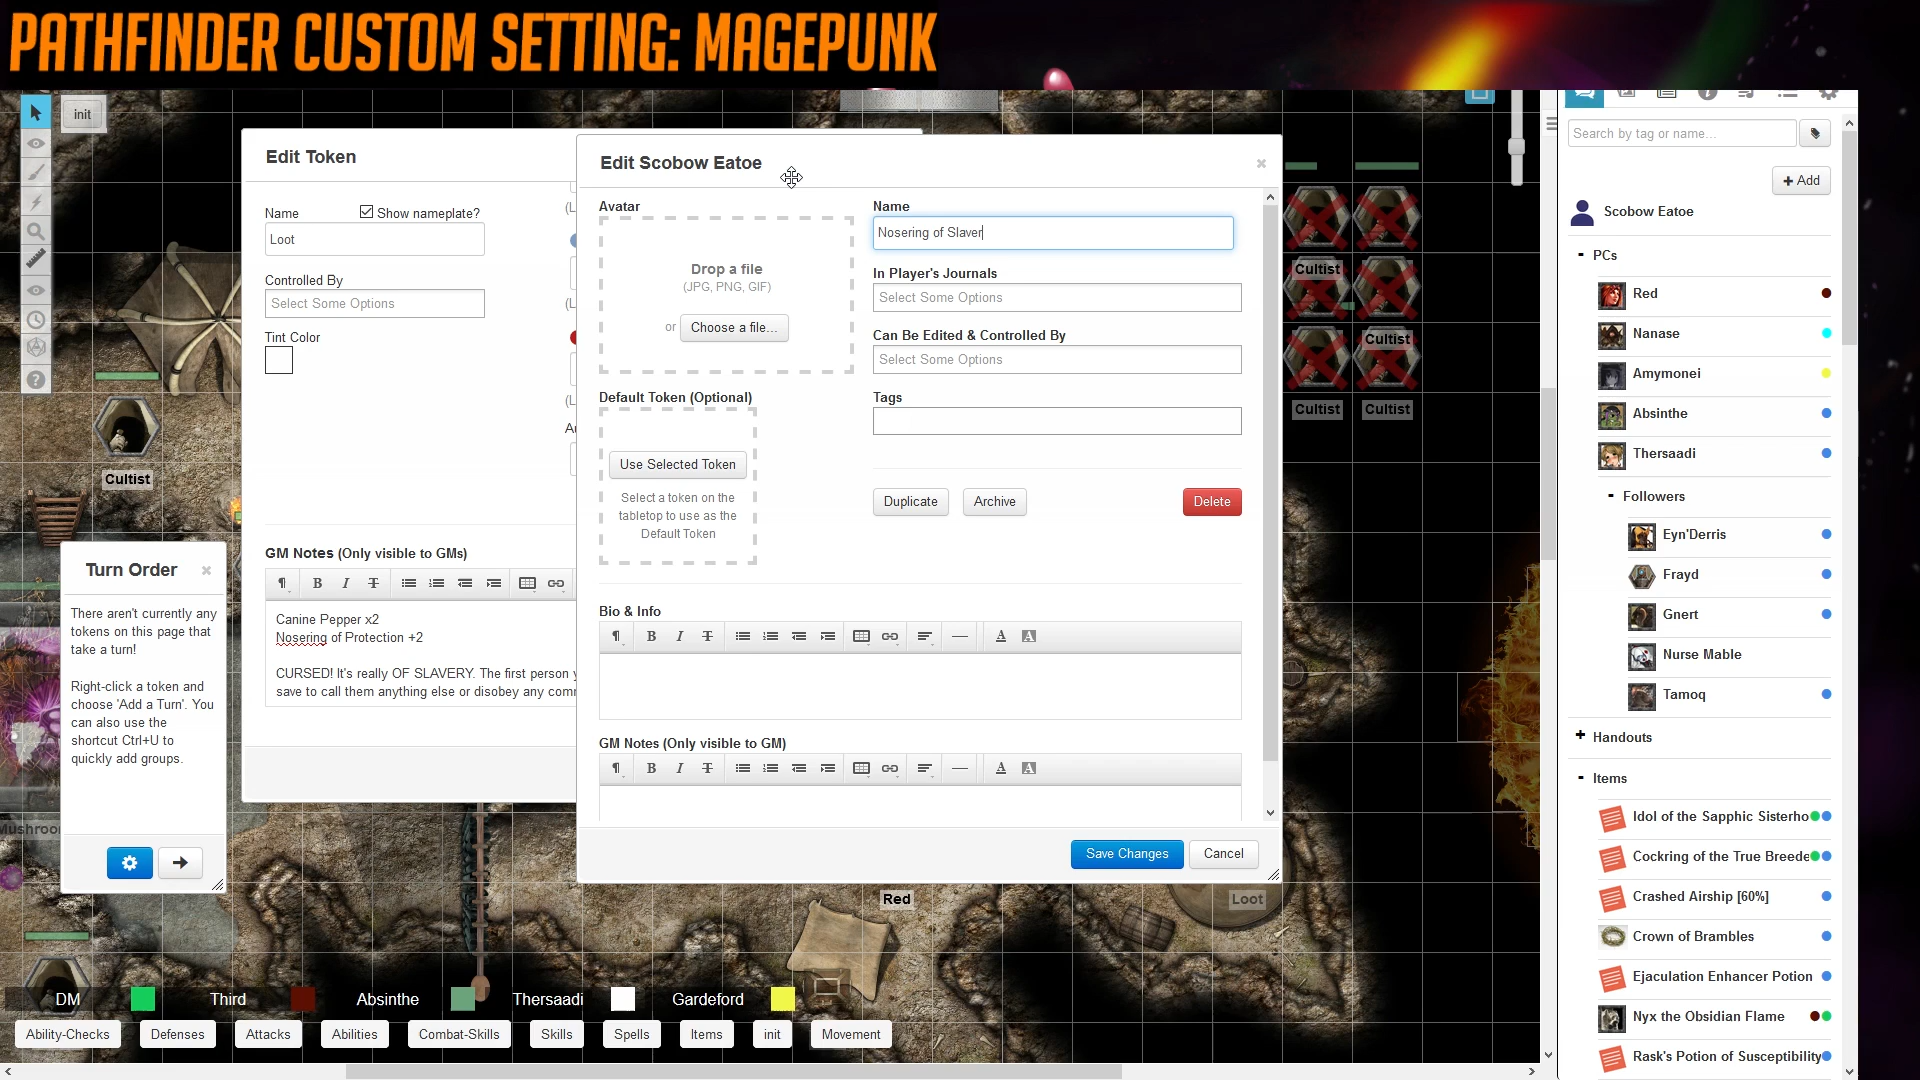 PATHFINDER CUSTOM SETTING: MAGEPUNK
init
Edit Token
Name
Show nameplate?
Loot
Controlled By
Select Some Options
Tint Color
GM Notes (Only visible to GMs)
Canine Pepper x2
Nosering of Protection +2
CURSED! It's really OF SLAVERY. The first person
save to call them anything else or disobey any
Edit Scobow Eatoe
Avatar
Drop a file
(JPG, PNG, GIF)
or
Choose a file...
Default Token (Optional)
Use Selected Token
Select a token on the
tabletop to use as the
Default Token
Name
Nosering of Slaver
In Player's Journals
Select Some Options
Can Be Edited & Controlled By
Select Some Options
Tags
Duplicate
Archive
Delete
Bio & Info
GM Notes (Only visible to GM)
Save Changes
Cancel
Turn Order
There aren't currently any
tokens on this page that
take a turn!
Right-click a token and
choose 'Add a Turn'. You
can also use the
shortcut Ctrl+U to
quickly add groups.
Cultist
Cultist
Cultist
Cultist
Cultist
Red
Loot
DM
Third
Absinthe
Thersaadi
Gardeford
Ability-Checks
Defenses
Attacks
Abilities
Combat-Skills
Skills
Spells
Items
init
Movement
Search by tag or name...
+ Add
Scobow Eatoe
- PCs
Red
Nanase
Amymonei
Absinthe
Thersaadi
- Followers
Eyn'Derris
Frayd
Gnert
Nurse Mable
Tamoq
+ Handouts
- Items
Idol of the Sapphic Sisterho
Cockring of the True Breede
Crashed Airship [60%]
Crown of Brambles
Ejaculation Enhancer Potion
Nyx the Obsidian Flame
Rask's Potion of Susceptibility